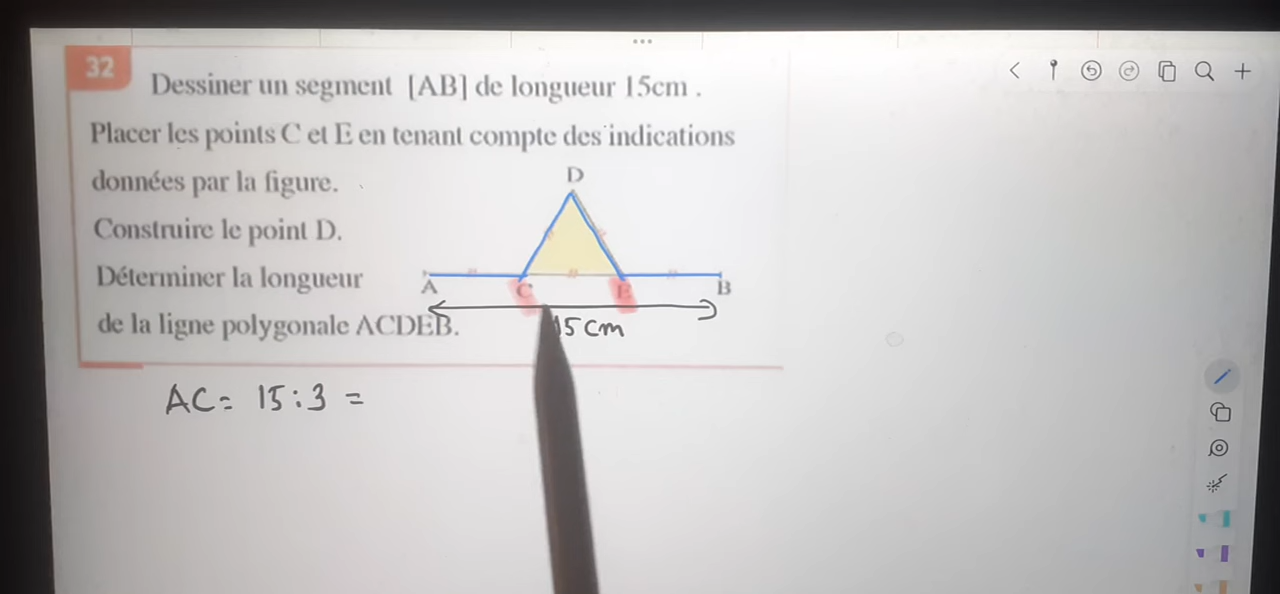 32
Dessiner un segment [AB] de longueur 15cm .
Placer les points C et E en tenant compte des indications
données par la figure.
Construire le point D.
Déterminer la longueur
de la ligne polygonale ACDEB.
D
A C E B
15 cm
AC = 15 : 3 =